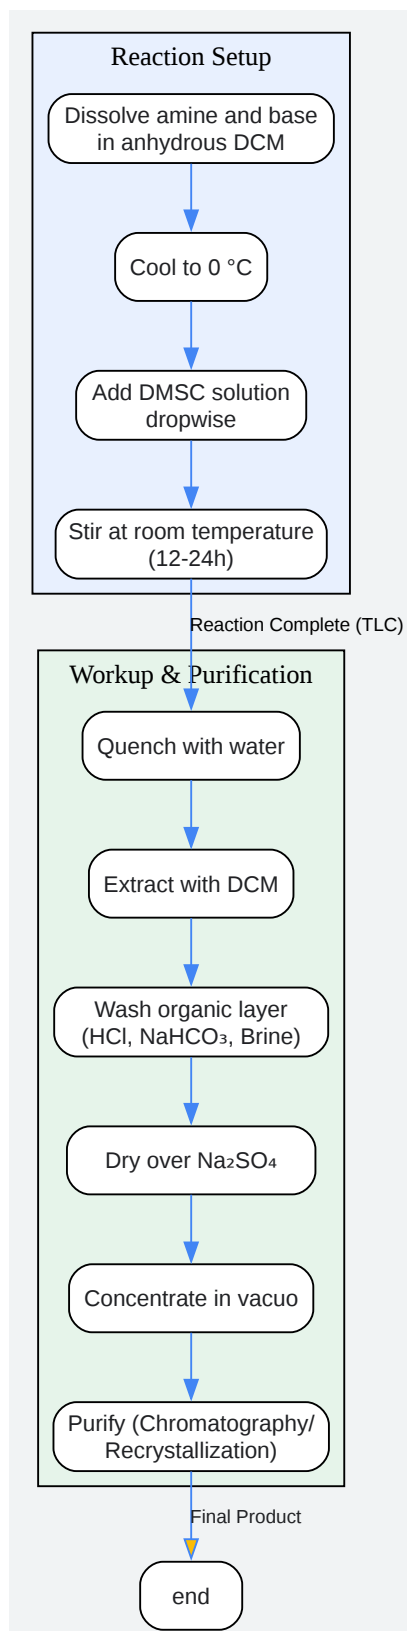 Reaction Setup
Dissolve amine and base
in anhydrous DCM
Cool to 0 °C
Add DMSC solution
dropwise
Stir at room temperature
(12-24h)
Reaction Complete (TLC)
Workup & Purification
Quench with water
Extract with DCM
Wash organic layer
(HCl, NaHCO₃, Brine)
Dry over Na₂SO₄
Concentrate in vacuo
Purify (Chromatography/
Recrystallization)
Final Product
end